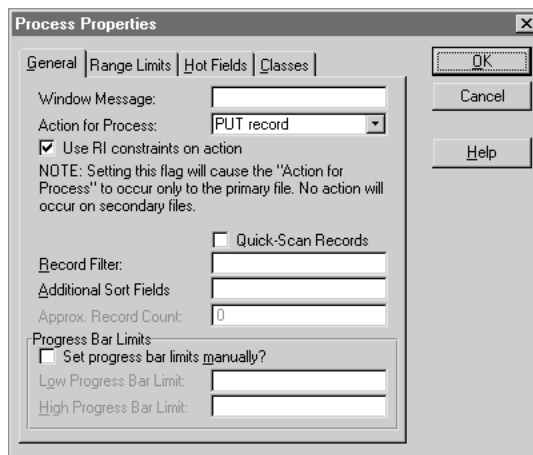 Process Properties
General
Range Limits
Hot Fields
Classes
OK
Cancel
Help
Window Message:
Action for Process:
PUT record
Use RI constraints on action
NOTE: Setting this flag will cause the "Action for
Process" to occur only to the primary file. No action will
occur on secondary files.
Quick-Scan Records
Record Filter:
Additional Sort Fields
Approx. Record Count:
0
Progress Bar Limits
Set progress bar limits manually?
Low Progress Bar Limit:
High Progress Bar Limit: